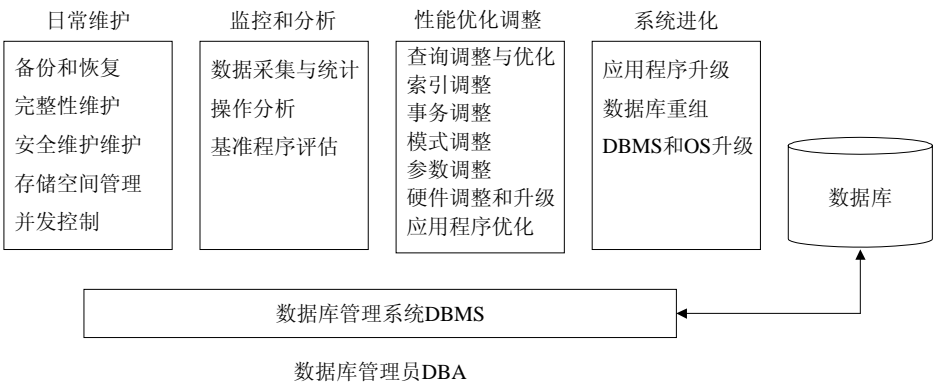 日常维护
备份和恢复
完整性维护
安全维护维护
存储空间管理
并发控制
监控和分析
数据采集与统计
操作分析
基准程序评估
性能优化调整
查询调整与优化
索引调整
事务调整
模式调整
参数调整
硬件调整和升级
应用程序优化
系统进化
应用程序升级
数据库重组
DBMS和OS升级
数据库
数据库管理系统DBMS
数据库管理员DBA